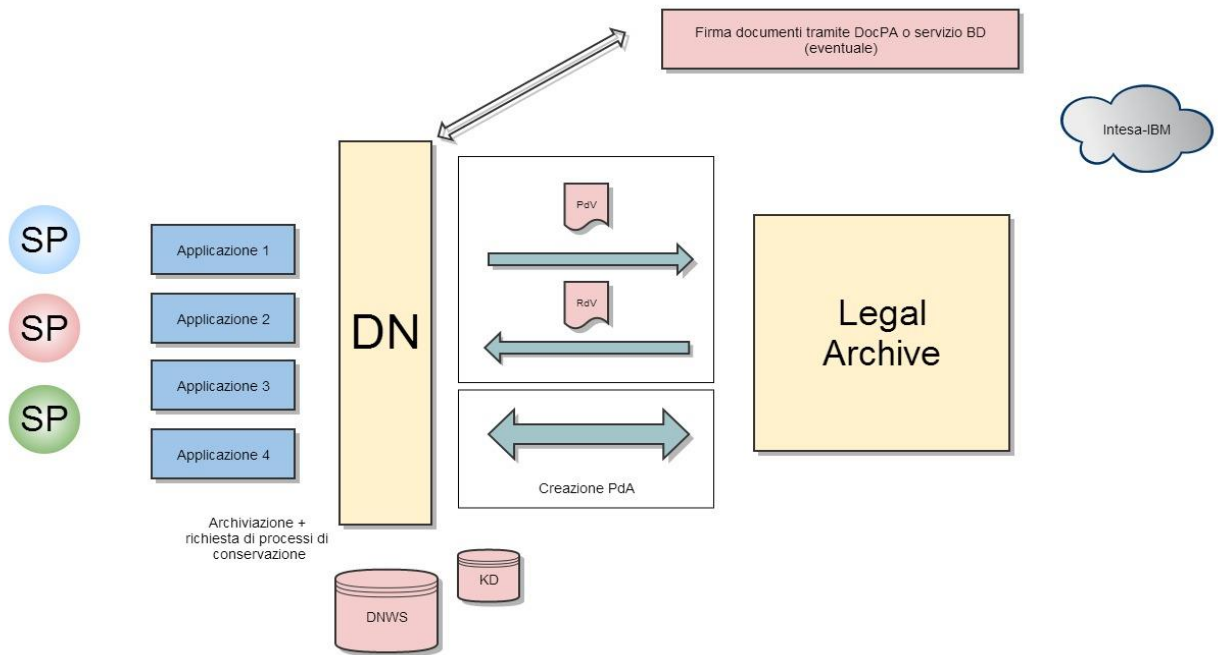 Firma documenti tramite DocPA o servizio BD
(eventuale)
Intesa-IBM
SP
SP
SP
Applicazione 1
Applicazione 2
Applicazione 3
Applicazione 4
Archiviazione +
richiesta di processi di
conservazione
DN
PdV
RdV
Creazione PdA
Legal
Archive
DNWS
KD